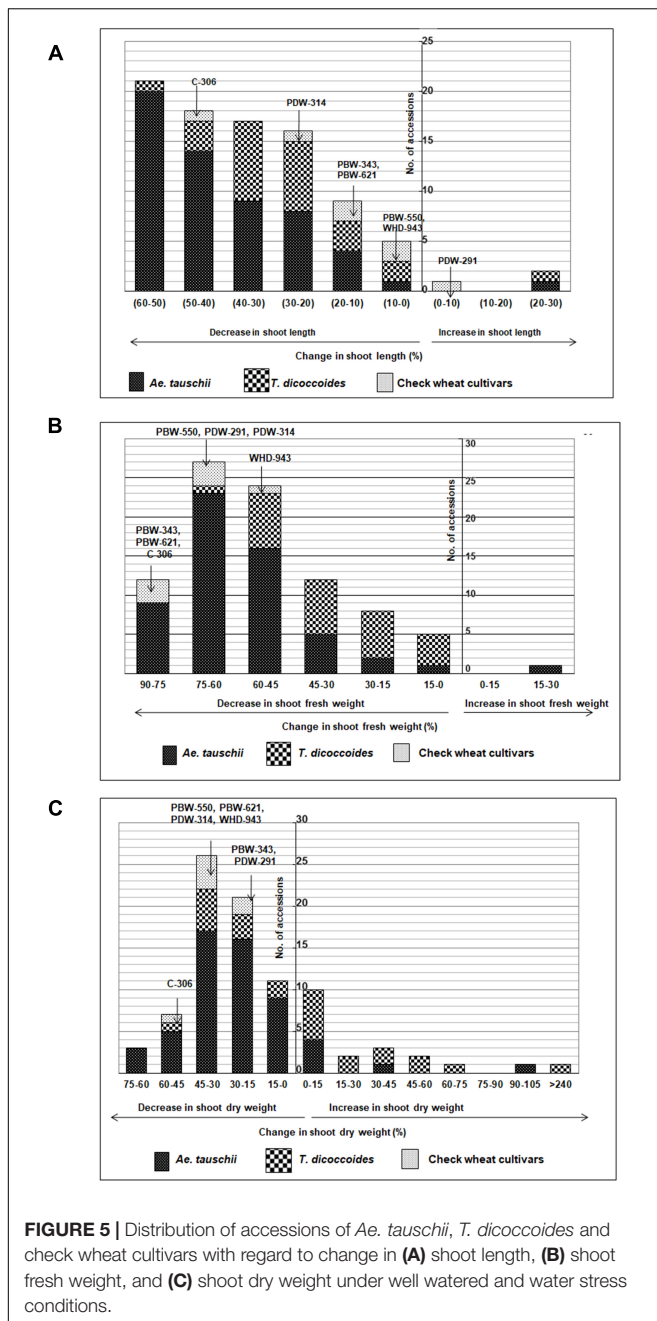 A
25
20
15
10
5
0
No. of accessions
C-306
PDW-314
PBW-343,
PBW-621
PBW-550,
WHD-943
PDW-291
(60-50) (50-40) (40-30) (30-20) (20-10) (10-0) (0-10) (10-20) (20-30)
Decrease in shoot length Increase in shoot length
Change in shoot length (%)
Ae. tauschii T. dicoccoides Check wheat cultivars
B
PBW-550, PDW-291, PDW-314
WHD-943
PBW-343,
PBW-621,
C-306
30
25
20
15
10
5
0
No. of accessions
90-75 75-60 60-45 45-30 30-15 15-0 0-15 15-30
Decrease in shoot fresh weight Increase in shoot fresh weight
Change in shoot fresh weight (%)
Ae. tauschii T. dicoccoides Check wheat cultivars
C
PBW-550, PBW-621,
PDW-314, WHD-943
PBW-343,
PDW-291
C-306
30
25
20
15
10
5
0
No. of accessions
75-60 60-45 45-30 30-15 15-0 0-15 15-30 30-45 45-60 60-75 75-90 90-105 >240
Decrease in shoot dry weight Increase in shoot dry weight
Change in shoot dry weight (%)
Ae. tauschii T. dicoccoides Check wheat cultivars
FIGURE 5 | Distribution of accessions of Ae. tauschii, T. dicoccoides and
check wheat cultivars with regard to change in (A) shoot length, (B) shoot
fresh weight, and (C) shoot dry weight under well watered and water stress
conditions.